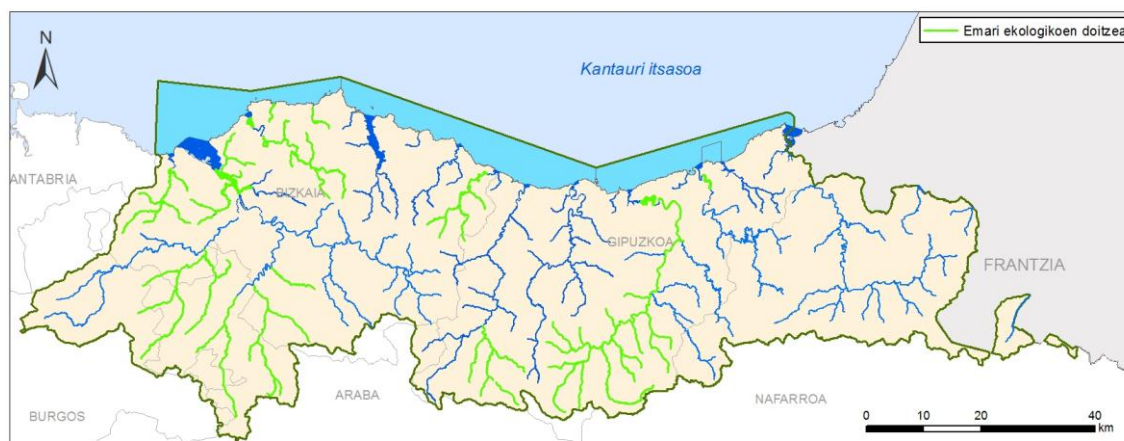 N
Emari ekologikoen doitzea
Kantauri itsasoa
ANTABRIA
BIZKAIA
GIPUZKOA
FRANTZIA
ARABA
NAFARROA
BURGOS
0 10 20 40
km